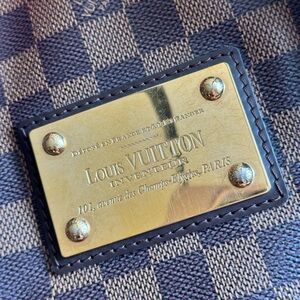 LOUIS VUITTON
INVENTEUR
101, avenue des Champs-Elysées, PARIS